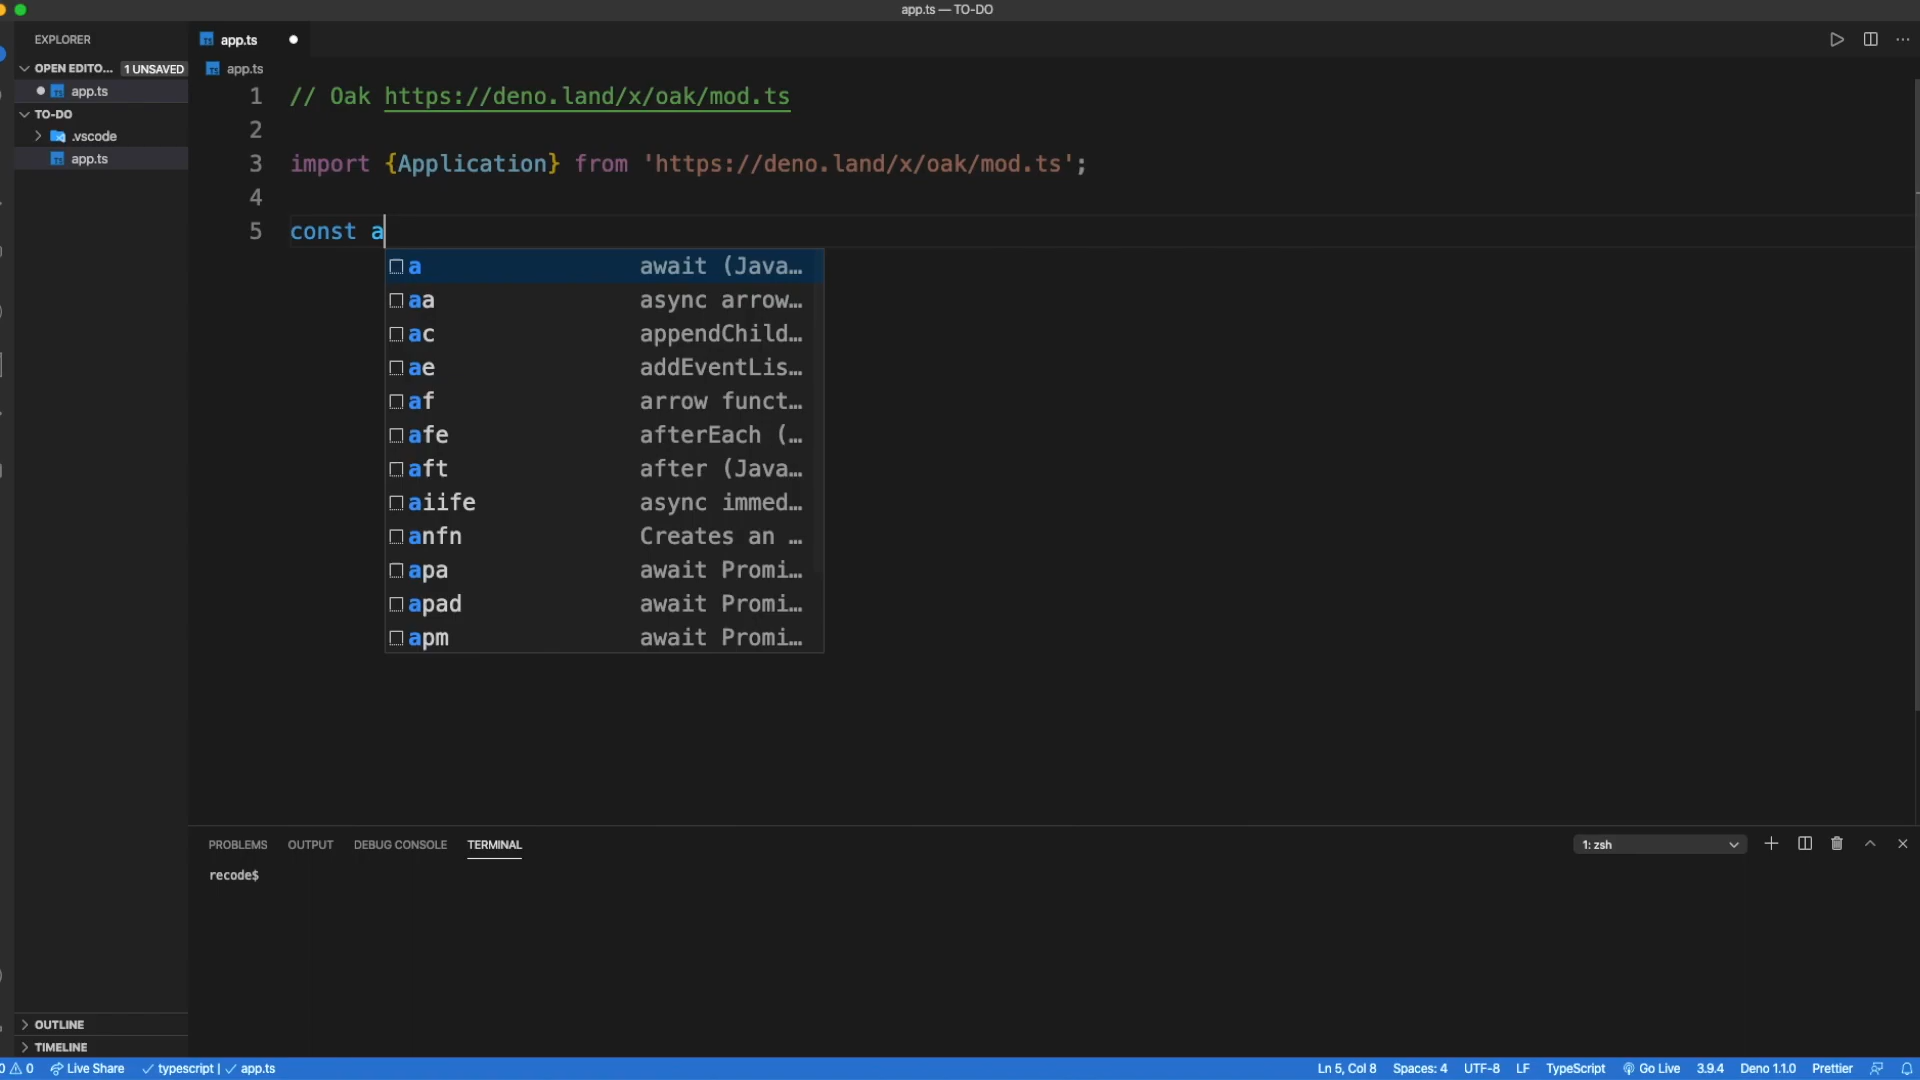 app.ts — TO-DO
EXPLORER
OPEN EDITO... 1 UNSAVED
app.ts
TO-DO
.vscode
app.ts
OUTLINE
TIMELINE
app.ts
app.ts
1 // Oak https://deno.land/x/oak/mod.ts
2
3 import {Application} from 'https://deno.land/x/oak/mod.ts';
4
5 const a
a await (Java...
aa async arrow...
ac appendChild...
ae addEventLis...
af arrow funct...
afe afterEach (...
aft after (Java...
aiife async immed...
anfn Creates an ...
apa await Promi...
apad await Promi...
apm await Promi...
PROBLEMS OUTPUT DEBUG CONSOLE TERMINAL 1: zsh
recode$
0 0 Live Share typescript | app.ts Ln 5, Col 8 Spaces: 4 UTF-8 LF TypeScript Go Live 3.9.4 Deno 1.1.0 Prettier